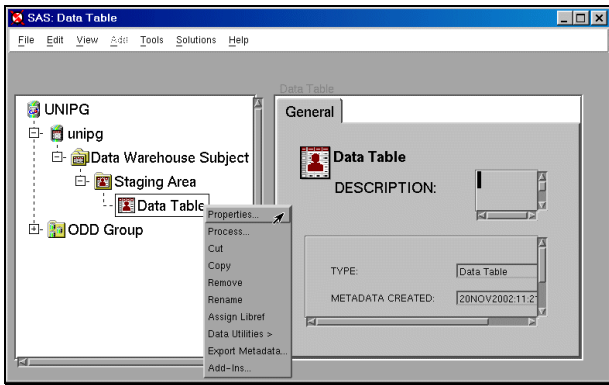 SAS: Data Table
File Edit View Add Tools Solutions Help
Data Table
UNIPG
General
unipg
Data Warehouse Subject
Data Table
Staging Area
DESCRIPTION:
Data Table
ODD Group
Properties...
Process...
Cut
Copy
Remove
Rename
Assign Libref
Data Utilities >
Export Metadata...
Add-Ins...
TYPE: Data Table
METADATA CREATED: 20NOV2002:11:2